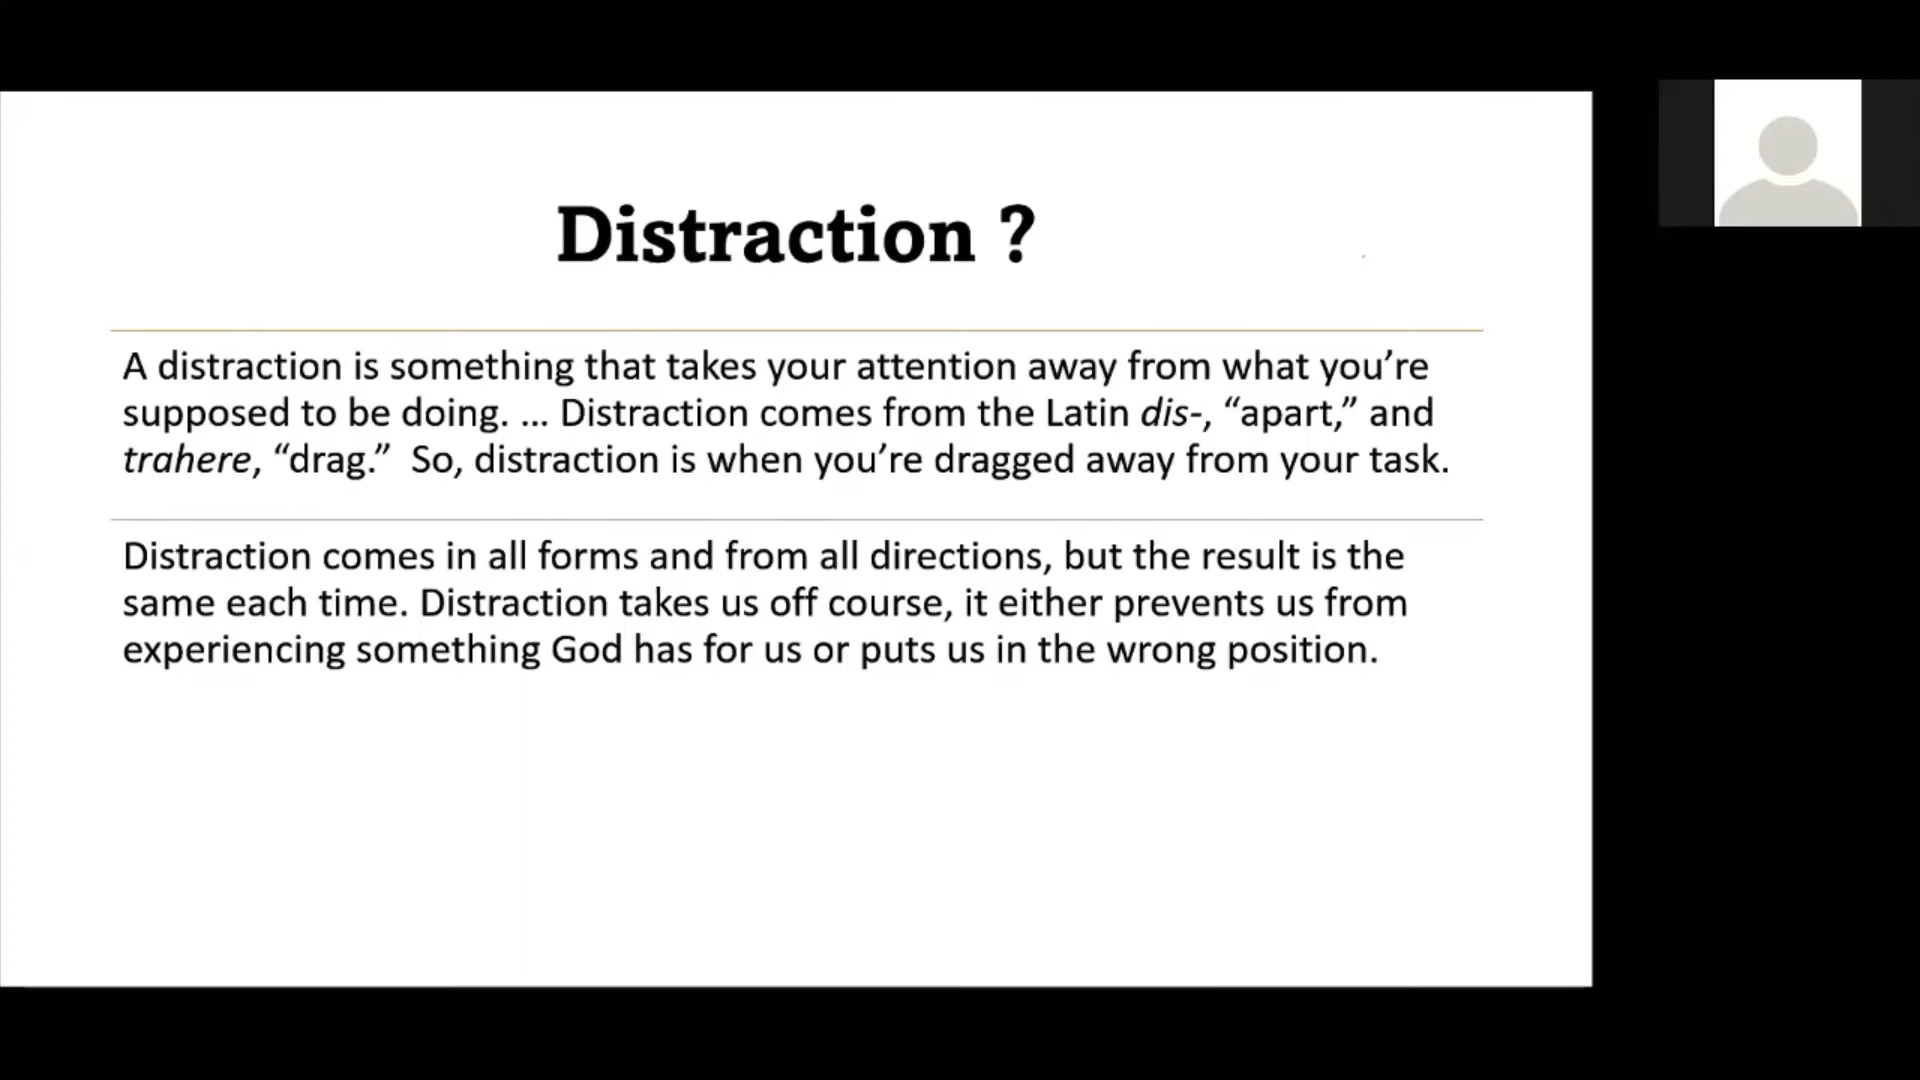 Distraction ?
A distraction is something that takes your attention away from what you’re
supposed to be doing. ... Distraction comes from the Latin dis-, “apart,” and
trahere, “drag.”  So, distraction is when you’re dragged away from your task.
Distraction comes in all forms and from all directions, but the result is the
same each time. Distraction takes us off course, it either prevents us from
experiencing something God has for us or puts us in the wrong position.